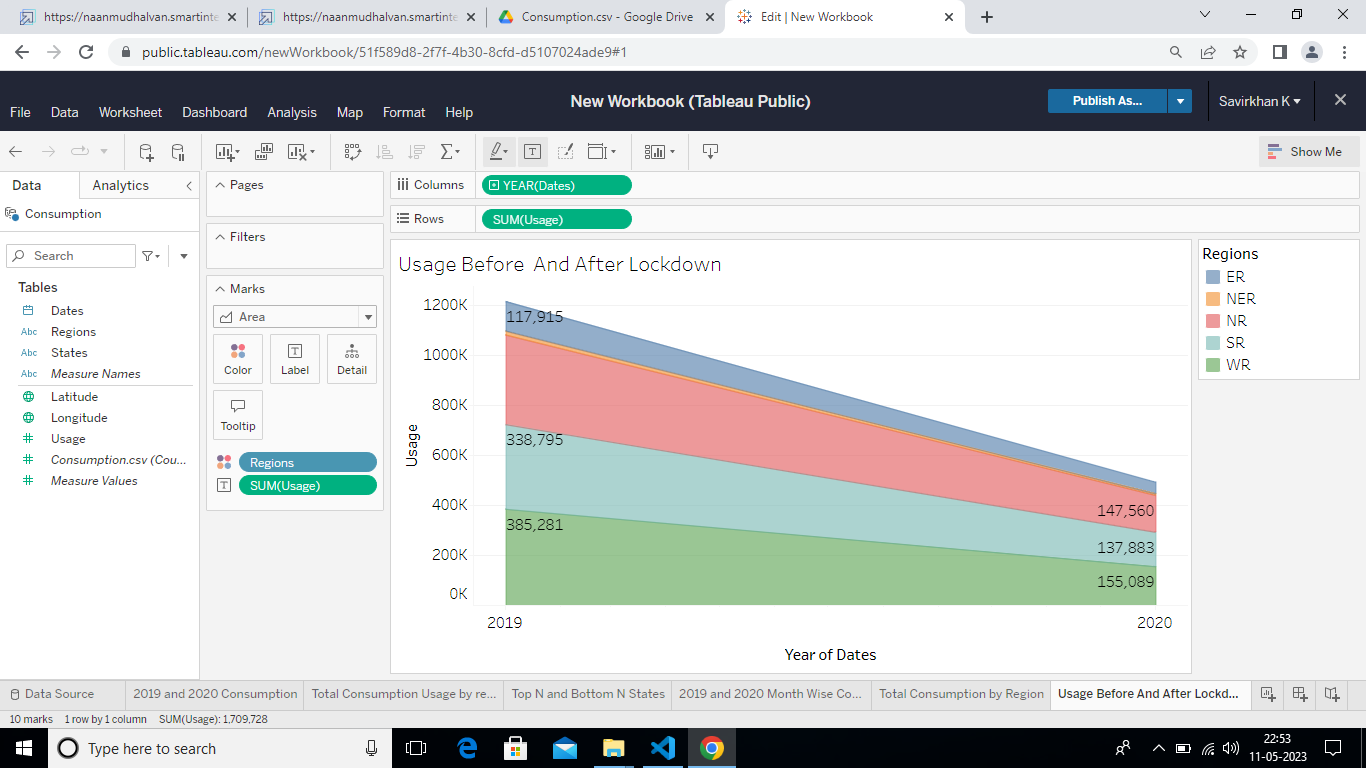 https://naanmudhalvan.smartinte
https://naanmudhalvan.smartinte
Consumption.csv - Google Drive
Edit | New Workbook
public.tableau.com/newWorkbook/51f589d8-2f7f-4b30-8cfd-d5107024ade9#1
New Workbook (Tableau Public)
Publish As...
Savirkhan K
File Data Worksheet Dashboard Analysis Map Format Help
Show Me
Data Analytics
Consumption
Search
Tables
Dates
Abc Regions
Abc States
Abc Measure Names
Latitude
Longitude
Usage
Consumption.csv (Cou...
Measure Values
Pages
Filters
Marks
Area
Color Label Detail
Tooltip
Regions
SUM(Usage)
Columns YEAR(Dates)
Rows SUM(Usage)
Usage Before And After Lockdown
1200K
1000K
800K
600K
400K
200K
0K
Usage
117,915
338,795
385,281
147,560
137,883
155,089
2019 2020
Year of Dates
Regions
ER
NER
NR
SR
WR
Data Source 2019 and 2020 Consumption Total Consumption Usage by re... Top N and Bottom N States 2019 and 2020 Month Wise Co... Total Consumption by Region Usage Before And After Lockd...
10 marks 1 row by 1 column SUM(Usage): 1,709,728
Type here to search
22:53
11-05-2023